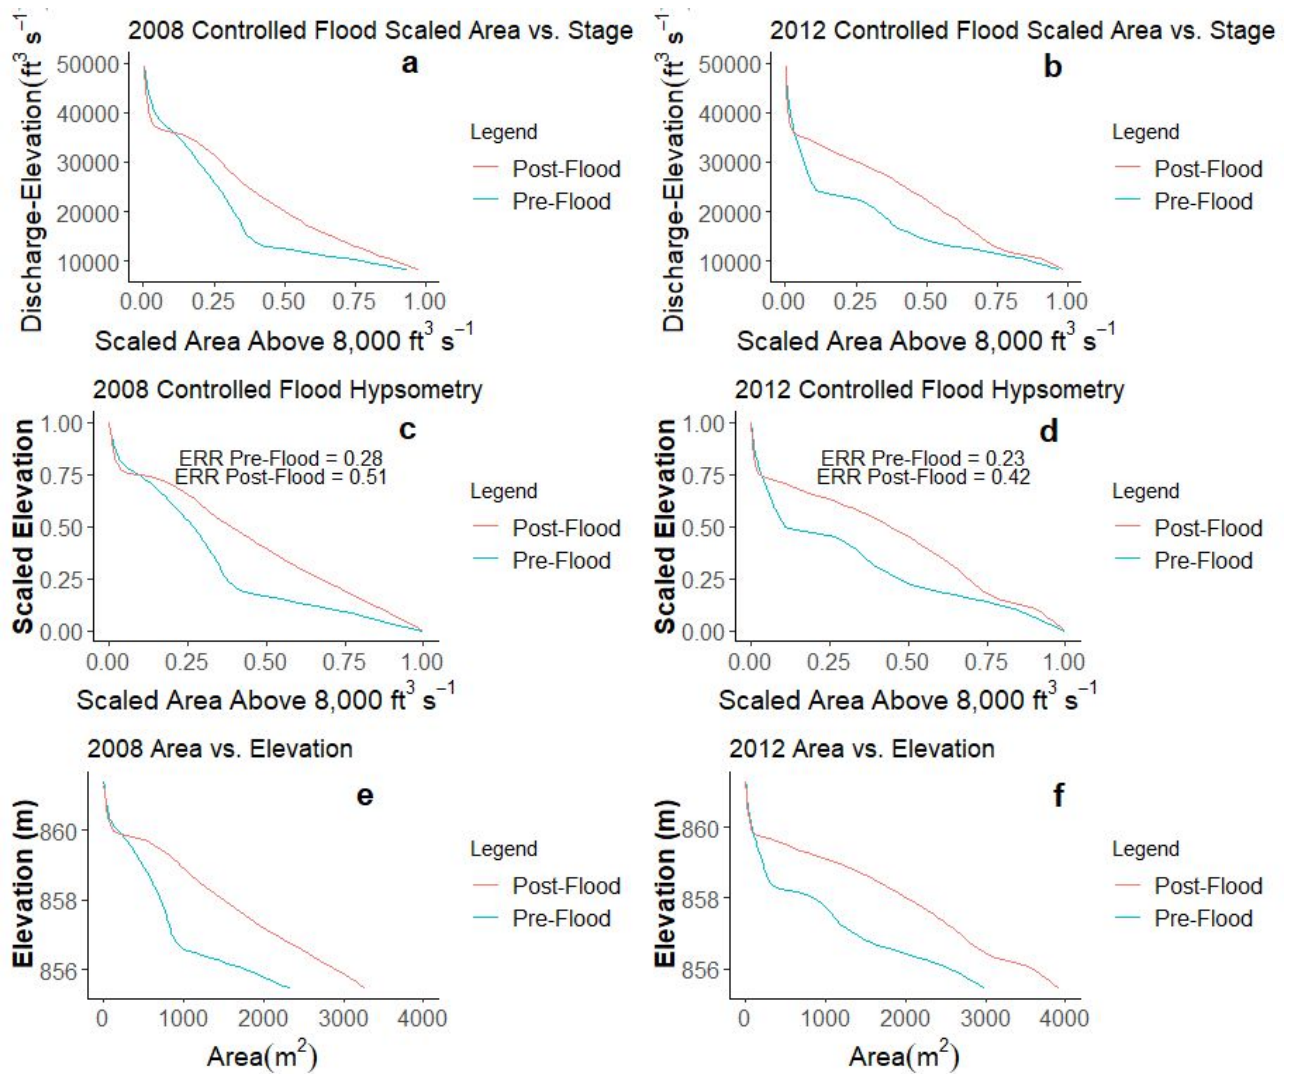 2008 Controlled Flood Scaled Area vs. Stage
a
Discharge-Elevation(ft³ s⁻¹)
50000
40000
30000
20000
10000
0.00 0.25 0.50 0.75 1.00
Scaled Area Above 8,000 ft³ s⁻¹
Legend
Post-Flood
Pre-Flood
2012 Controlled Flood Scaled Area vs. Stage
b
Discharge-Elevation(ft³ s⁻¹)
50000
40000
30000
20000
10000
0.00 0.25 0.50 0.75 1.00
Scaled Area Above 8,000 ft³ s⁻¹
Legend
Post-Flood
Pre-Flood
2008 Controlled Flood Hypsometry
c
ERR Pre-Flood = 0.28
ERR Post-Flood = 0.51
Scaled Elevation
1.00
0.75
0.50
0.25
0.00
0.00 0.25 0.50 0.75 1.00
Scaled Area Above 8,000 ft³ s⁻¹
Legend
Post-Flood
Pre-Flood
2012 Controlled Flood Hypsometry
d
ERR Pre-Flood = 0.23
ERR Post-Flood = 0.42
Scaled Elevation
1.00
0.75
0.50
0.25
0.00
0.00 0.25 0.50 0.75 1.00
Scaled Area Above 8,000 ft³ s⁻¹
Legend
Post-Flood
Pre-Flood
2008 Area vs. Elevation
e
Elevation (m)
860
858
856
0 1000 2000 3000 4000
Area(m²)
Legend
Post-Flood
Pre-Flood
2012 Area vs. Elevation
f
Elevation (m)
860
858
856
0 1000 2000 3000 4000
Area(m²)
Legend
Post-Flood
Pre-Flood